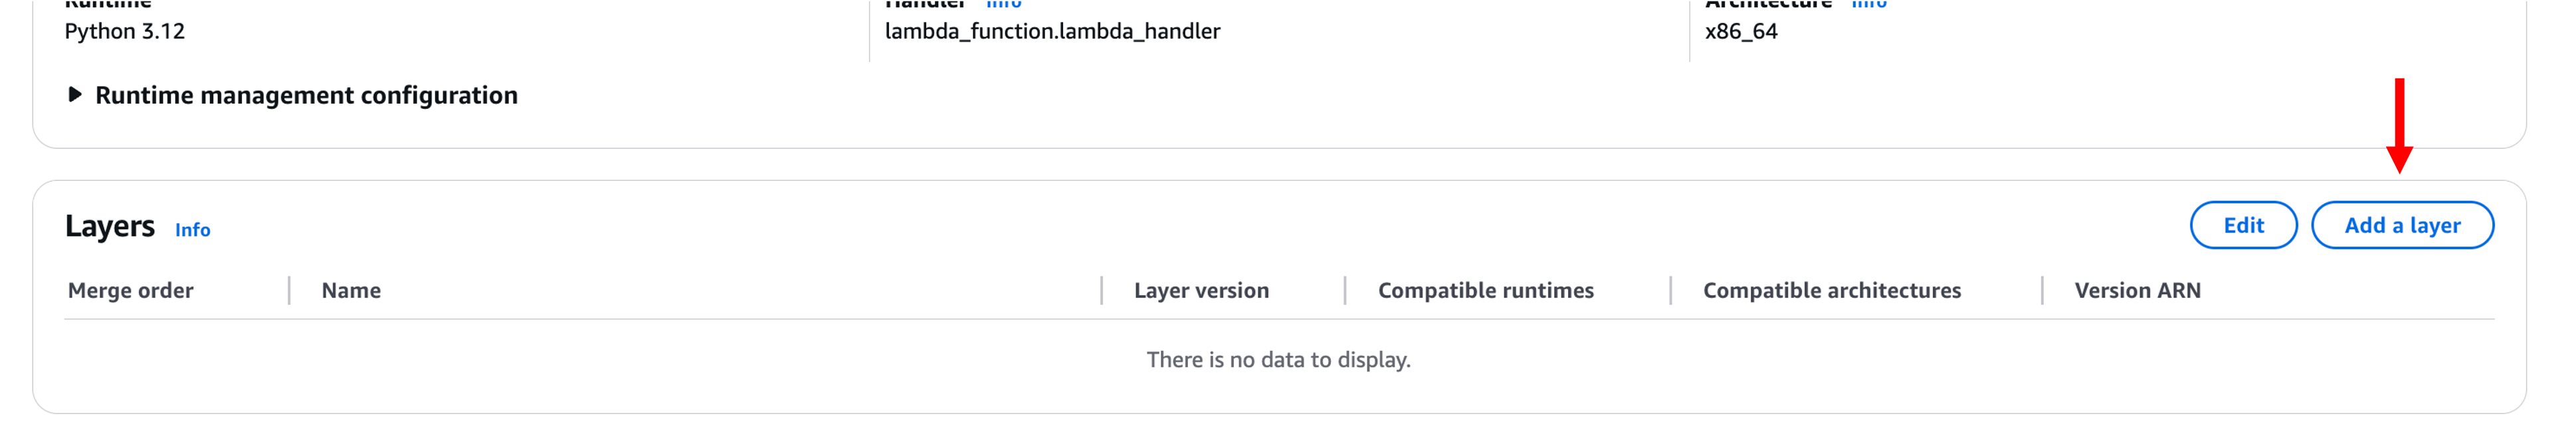 Runtime
Handler Info
Architecture Info
Python 3.12
lambda_function.lambda_handler
x86_64
Runtime management configuration
Layers Info
Edit
Add a layer
Merge order
Name
Layer version
Compatible runtimes
Compatible architectures
Version ARN
There is no data to display.